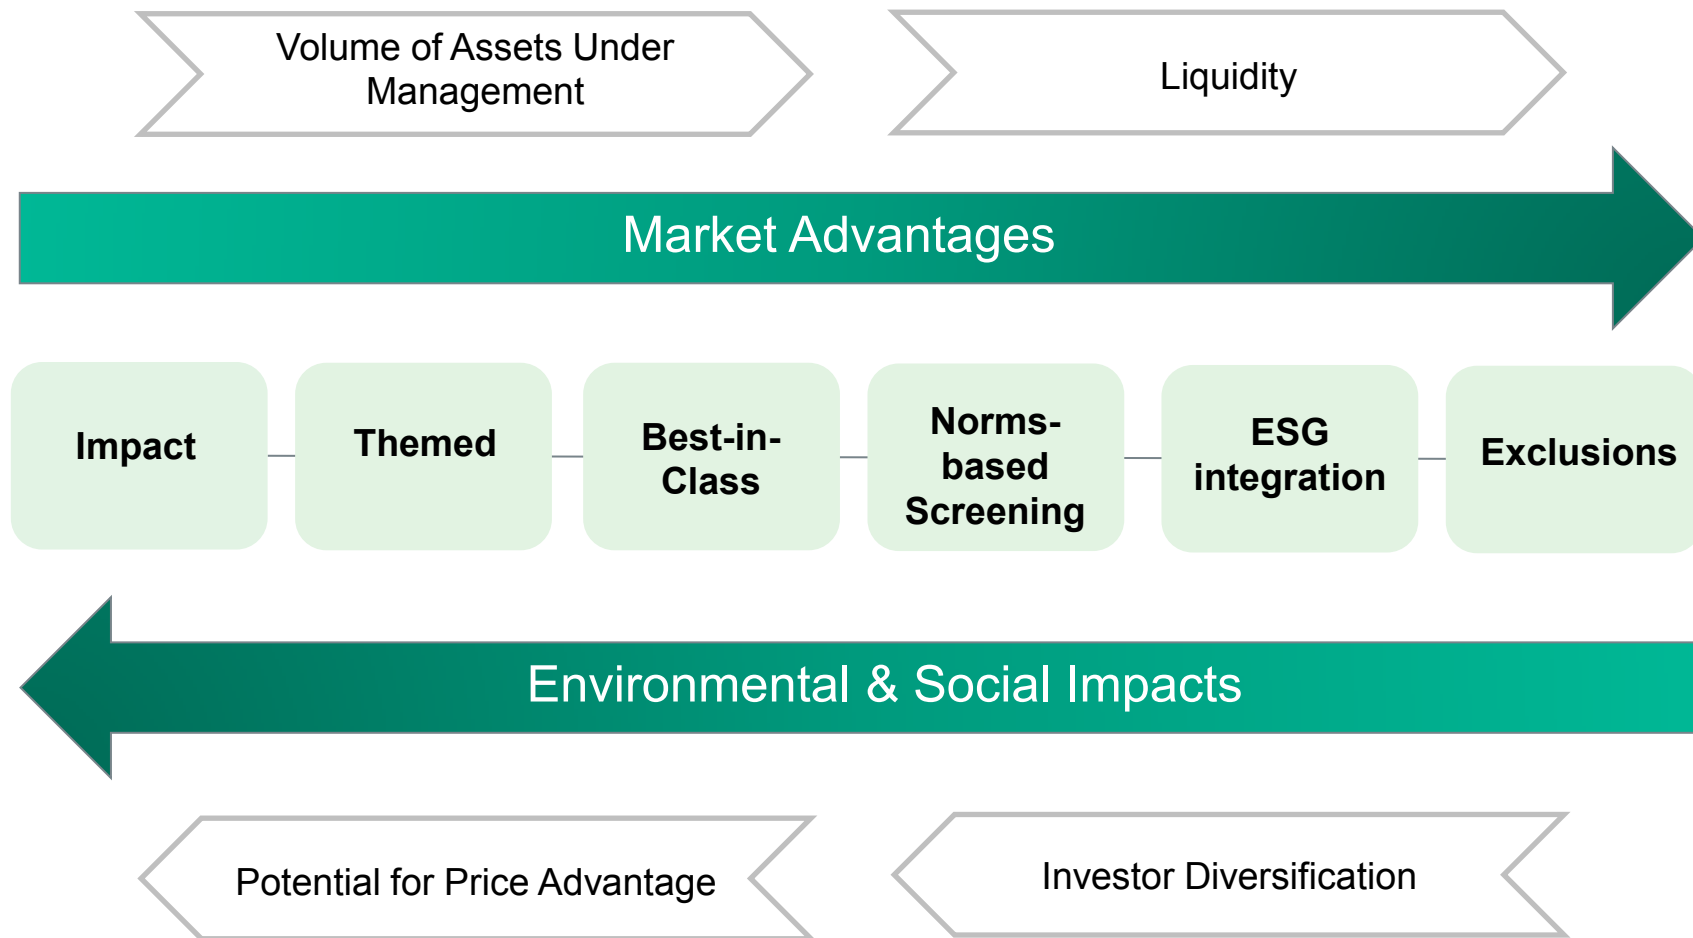 Volume of Assets Under
Management
Liquidity
Market Advantages
Impact
Themed
Best-in-
Class
Norms-
based
Screening
ESG
integration
Exclusions
Environmental & Social Impacts
Potential for Price Advantage
Investor Diversification